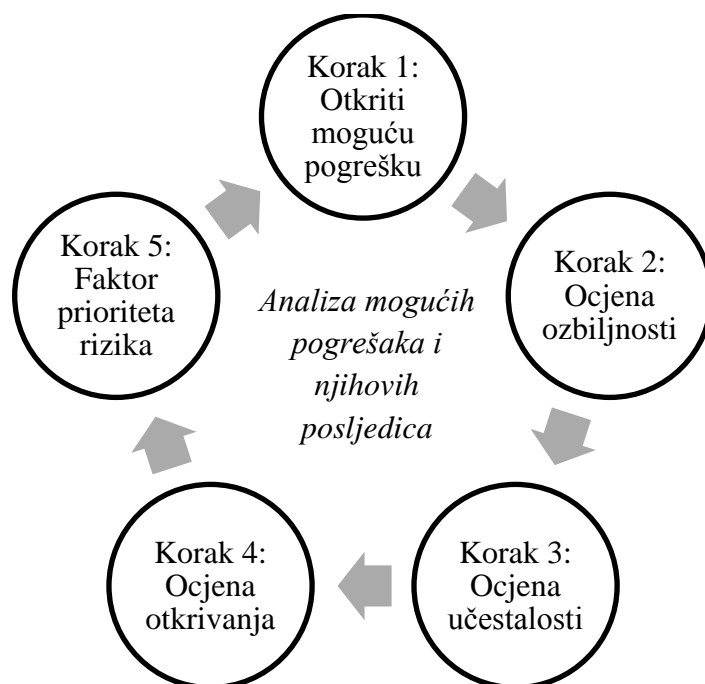 Korak 1:
Otkriti
moguću
pogrešku
Korak 2:
Ocjena
ozbiljnosti
Korak 3:
Ocjena
učestalosti
Korak 4:
Ocjena
otkrivanja
Korak 5:
Faktor
prioriteta
rizika
Analiza mogućih
pogrešaka i
njihovih
posljedica